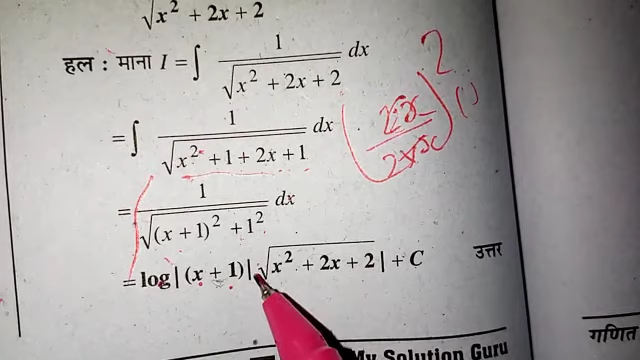 √x² + 2x + 2
हल : माना I = ∫ 1/√x² + 2x + 2 dx
= ∫ 1/√x² + 1 + 2x + 1 dx
= 1/√(x + 1)² + 1² dx
= log|(x + 1)|√x² + 2x + 2| + C उत्तर
My Solution Guru
गणित